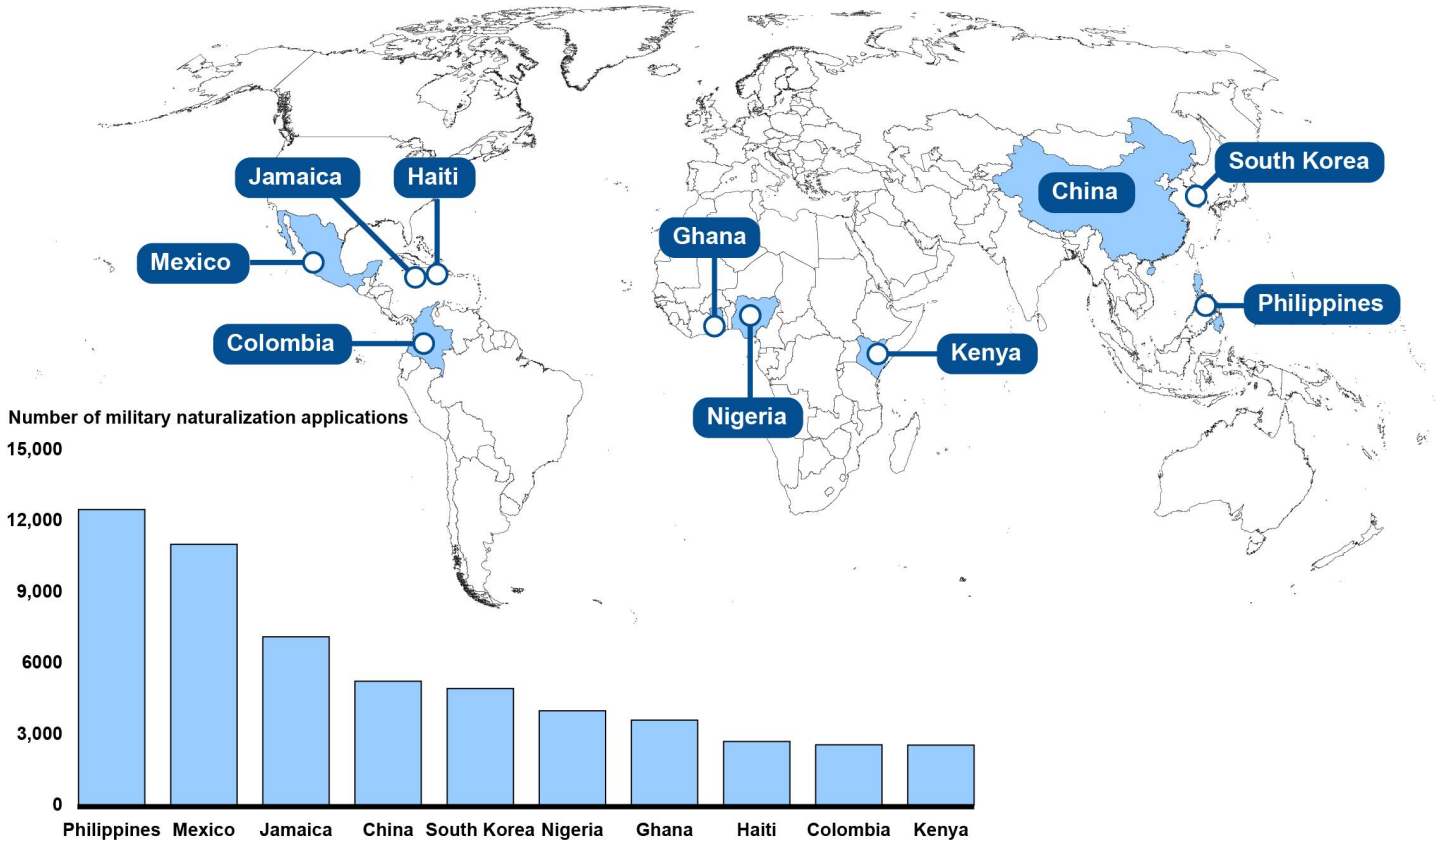 Jamaica
Haiti
South Korea
China
Ghana
Mexico
Philippines
Colombia
Kenya
Nigeria
Number of military naturalization applications
15,000
12,000
9,000
6000
3,000
0
Philippines Mexico Jamaica China South Korea Nigeria Ghana Haiti Colombia Kenya